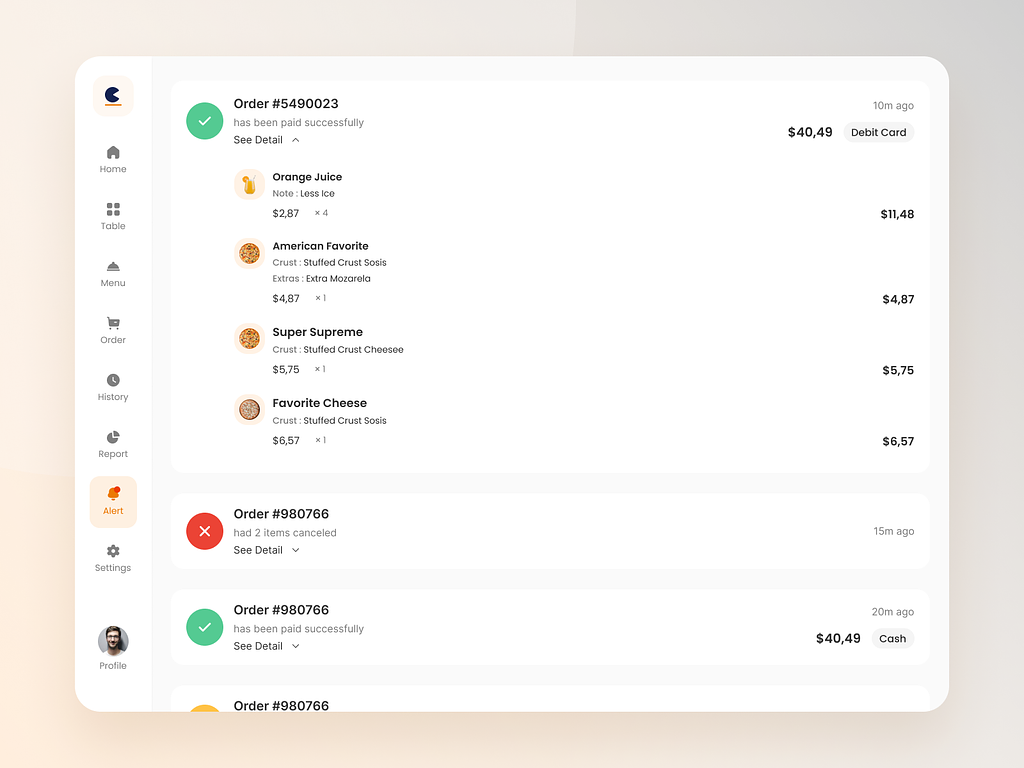 Home
Table
Menu
Order
History
Report
Alert
Settings
Profile
Order #5490023
has been paid successfully
See Detail
10m ago
$40,49 Debit Card
Orange Juice
Note : Less Ice
$2,87 × 4
$11,48
American Favorite
Crust : Stuffed Crust Sosis
Extras : Extra Mozarela
$4,87 × 1
$4,87
Super Supreme
Crust : Stuffed Crust Cheesee
$5,75 × 1
$5,75
Favorite Cheese
Crust : Stuffed Crust Sosis
$6,57 × 1
$6,57
Order #980766
had 2 items canceled
See Detail
15m ago
Order #980766
has been paid successfully
See Detail
20m ago
$40,49 Cash
Order #980766